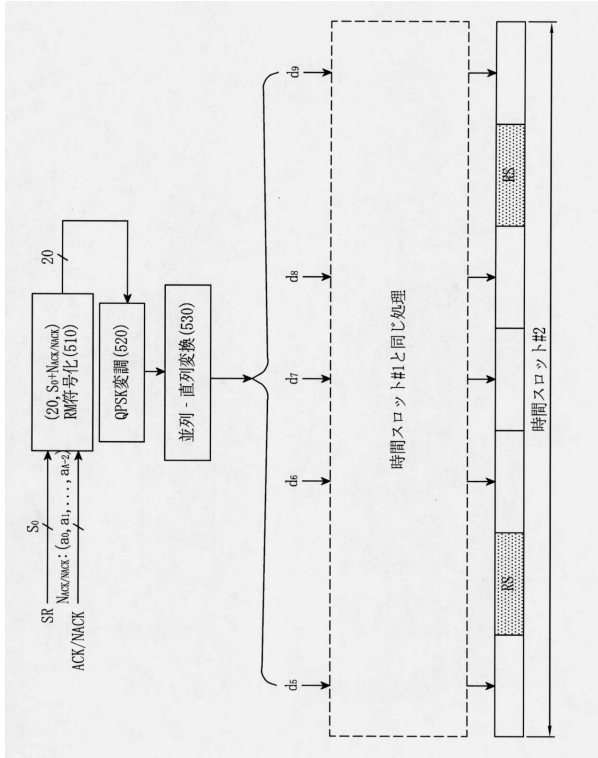 SR
S0
ACK/NACK
NACK/NACK: (a0, a1, ..., aA-2)
(20, S0+NACK/NACK)
RM符号化(510)
20
QPSK変調(520)
並列‐直列変換(530)
d5
d6
d7
d8
d9
時間スロット#1と同じ処理
RS
RS
時間スロット#2